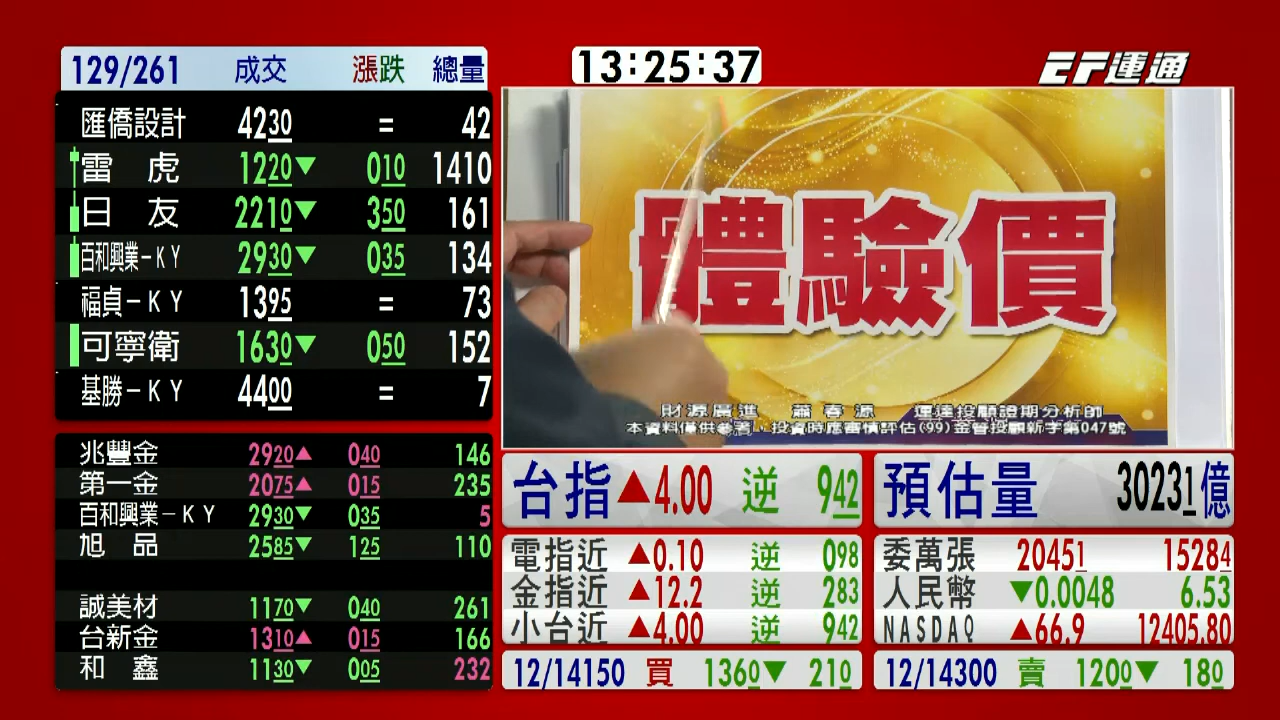 129/261 成交 漲跌 總量
13:25:37
EF運通
匯僑設計 4230 = 42
雷虎 1220▼ 010 1410
日友 2210▼ 350 161
百和興業-KY 2930▼ 035 134
福貞-KY 1395 = 73
可寧衛 1630▼ 050 152
基勝-KY 4400 = 7
體驗價
財源廣進 蕭春源 運達投顧證期分析師
本資料僅供參考，投資時應審慎評估(99)金管投顧新字第047號
兆豐金 2920▲ 040 146
第一金 2075▲ 015 235
百和興業-KY 2930▼ 035 5
旭品 2585▼ 125 110
誠美材 1170▼ 040 261
台新金 1310▲ 015 166
和鑫 1130▼ 005 232
台指▲4.00 逆 942
預估量 30231億
電指近 ▲0.10 逆 098
金指近 ▲12.2 逆 283
小台近 ▲4.00 逆 942
委萬張 20451 15284
人民幣 ▼0.0048 6.53
NASDAQ ▲66.9 12405.80
12/14150 買 1360▼ 210
12/14300 賣 1200▼ 180